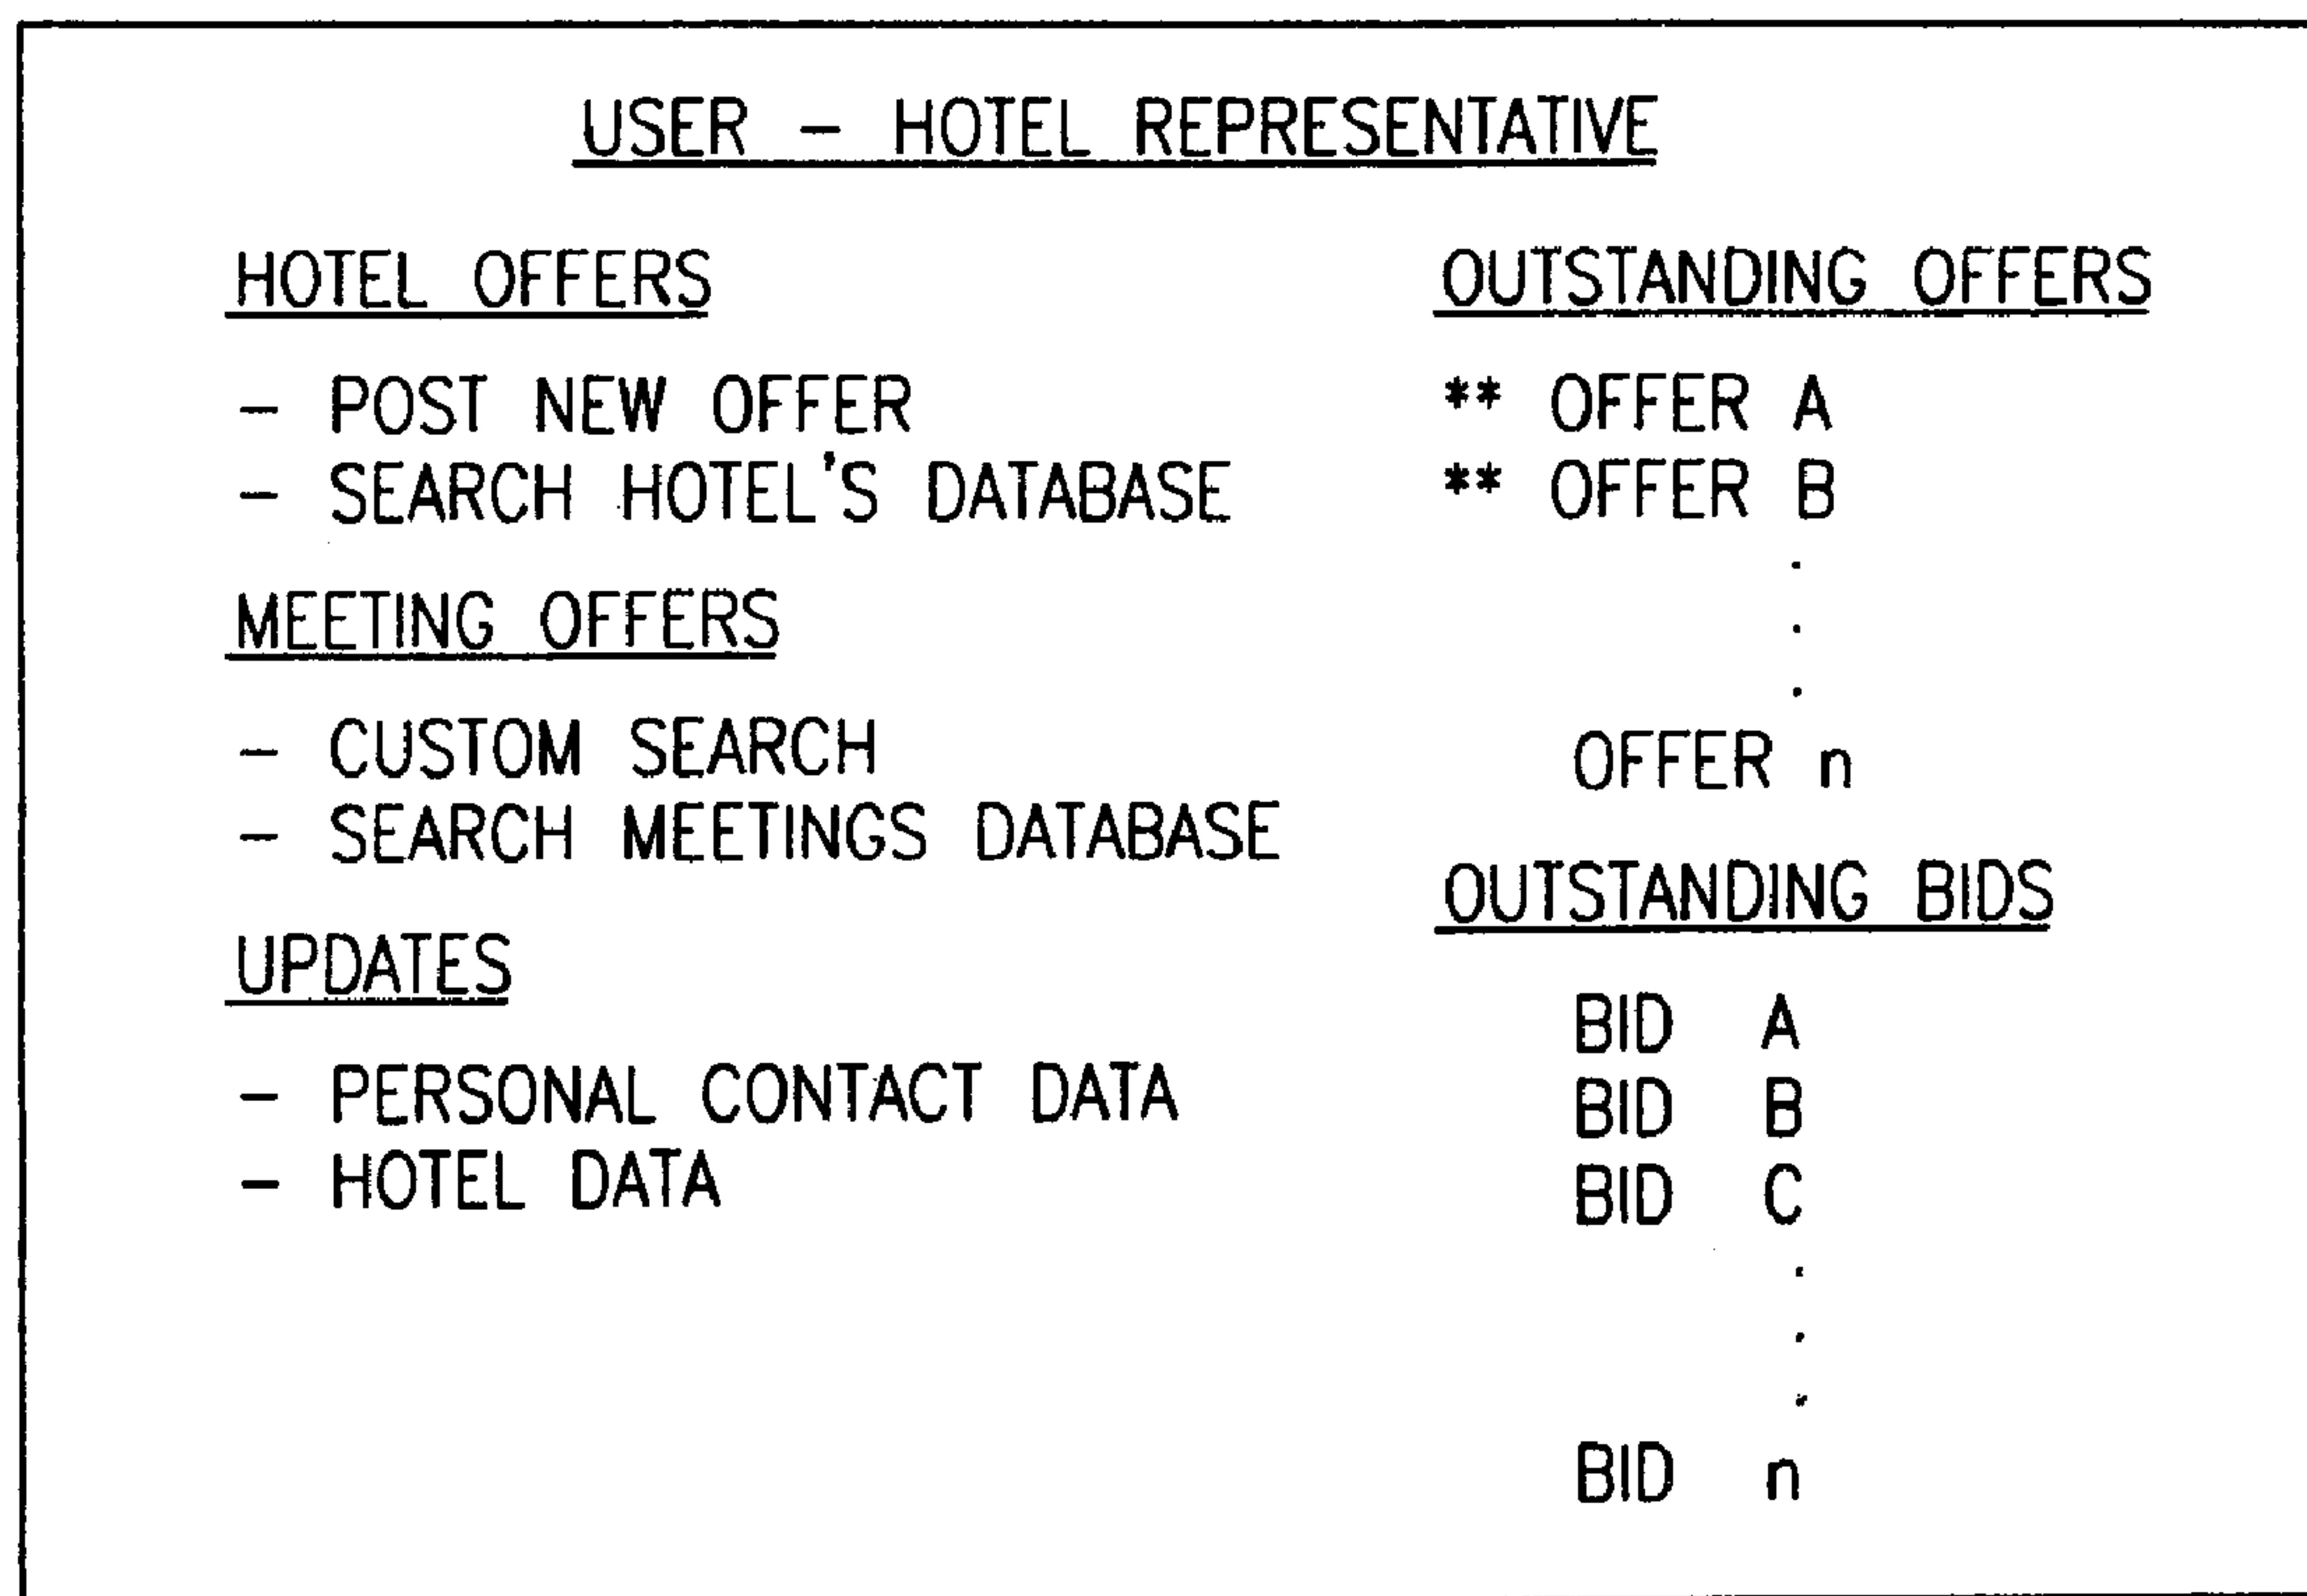 USER – HOTEL REPRESENTATIVE
HOTEL OFFERS
– POST NEW OFFER
– SEARCH HOTEL'S DATABASE
MEETING OFFERS
– CUSTOM SEARCH
– SEARCH MEETINGS DATABASE
UPDATES
– PERSONAL CONTACT DATA
– HOTEL DATA
OUTSTANDING OFFERS
** OFFER A
** OFFER B
.
.
.
OFFER n
OUTSTANDING BIDS
BID A
BID B
BID C
.
.
.
BID n